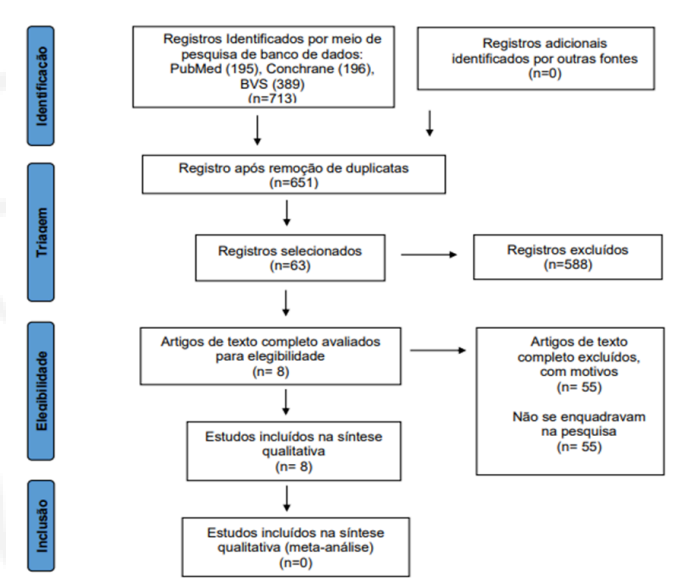 Identificação
Registros Identificados por meio de
pesquisa de banco de dados:
PubMed (195), Conchrane (196),
BVS (389)
(n=713)
Registros adicionais
identificados por outras fontes
(n=0)
Triagem
Registro após remoção de duplicatas
(n=651)
Registros selecionados
(n=63)
Registros excluídos
(n=588)
Elegibilidade
Artigos de texto completo avaliados
para elegibilidade
(n= 8)
Artigos de texto
completo excluídos,
com motivos
(n= 55)
Não se enquadravam
na pesquisa
(n= 55)
Estudos incluídos na síntese
qualitativa
(n= 8)
Inclusão
Estudos incluídos na síntese
qualitativa (meta-análise)
(n=0)